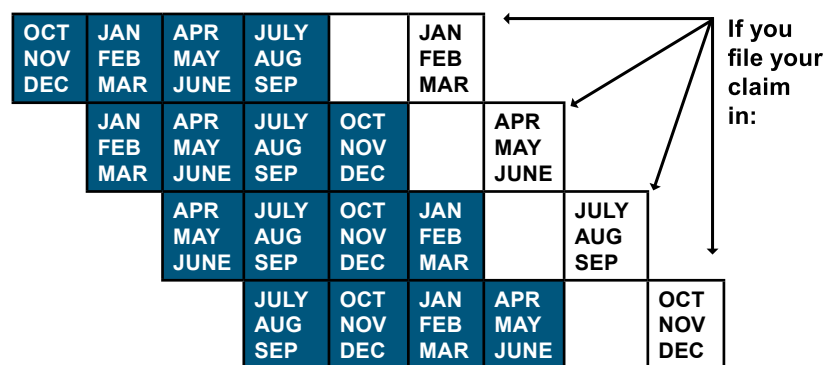 OCT JAN APR JULY JAN
NOV FEB MAY AUG FEB
DEC MAR JUNE SEP MAR
If you
file your
claim
in:
JAN APR JULY OCT APR
FEB MAY AUG NOV MAY
MAR JUNE SEP DEC JUNE
APR JULY OCT JAN JULY
MAY AUG NOV FEB AUG
JUNE SEP DEC MAR SEP
JULY OCT JAN APR OCT
AUG NOV FEB MAY NOV
SEP DEC MAR JUNE DEC